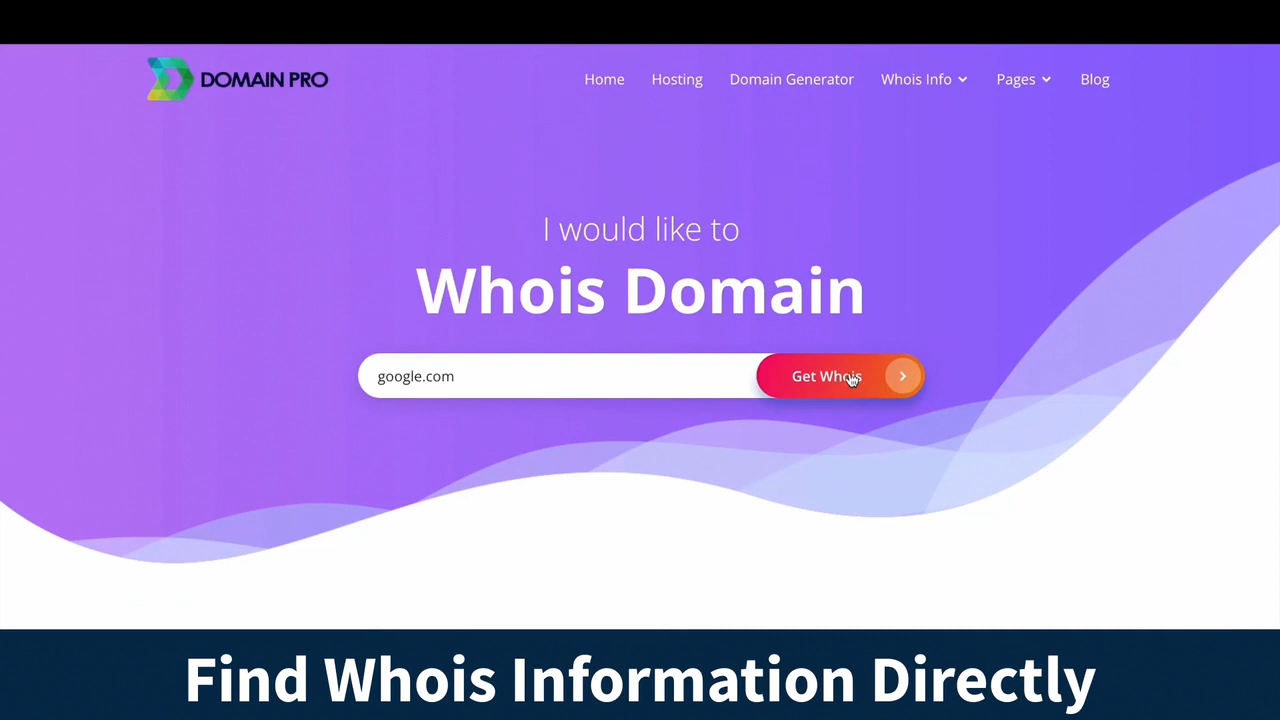 DOMAIN PRO
Home Hosting Domain Generator Whois Info Pages Blog
I would like to
Whois Domain
google.com Get Whois
Find Whois Information Directly